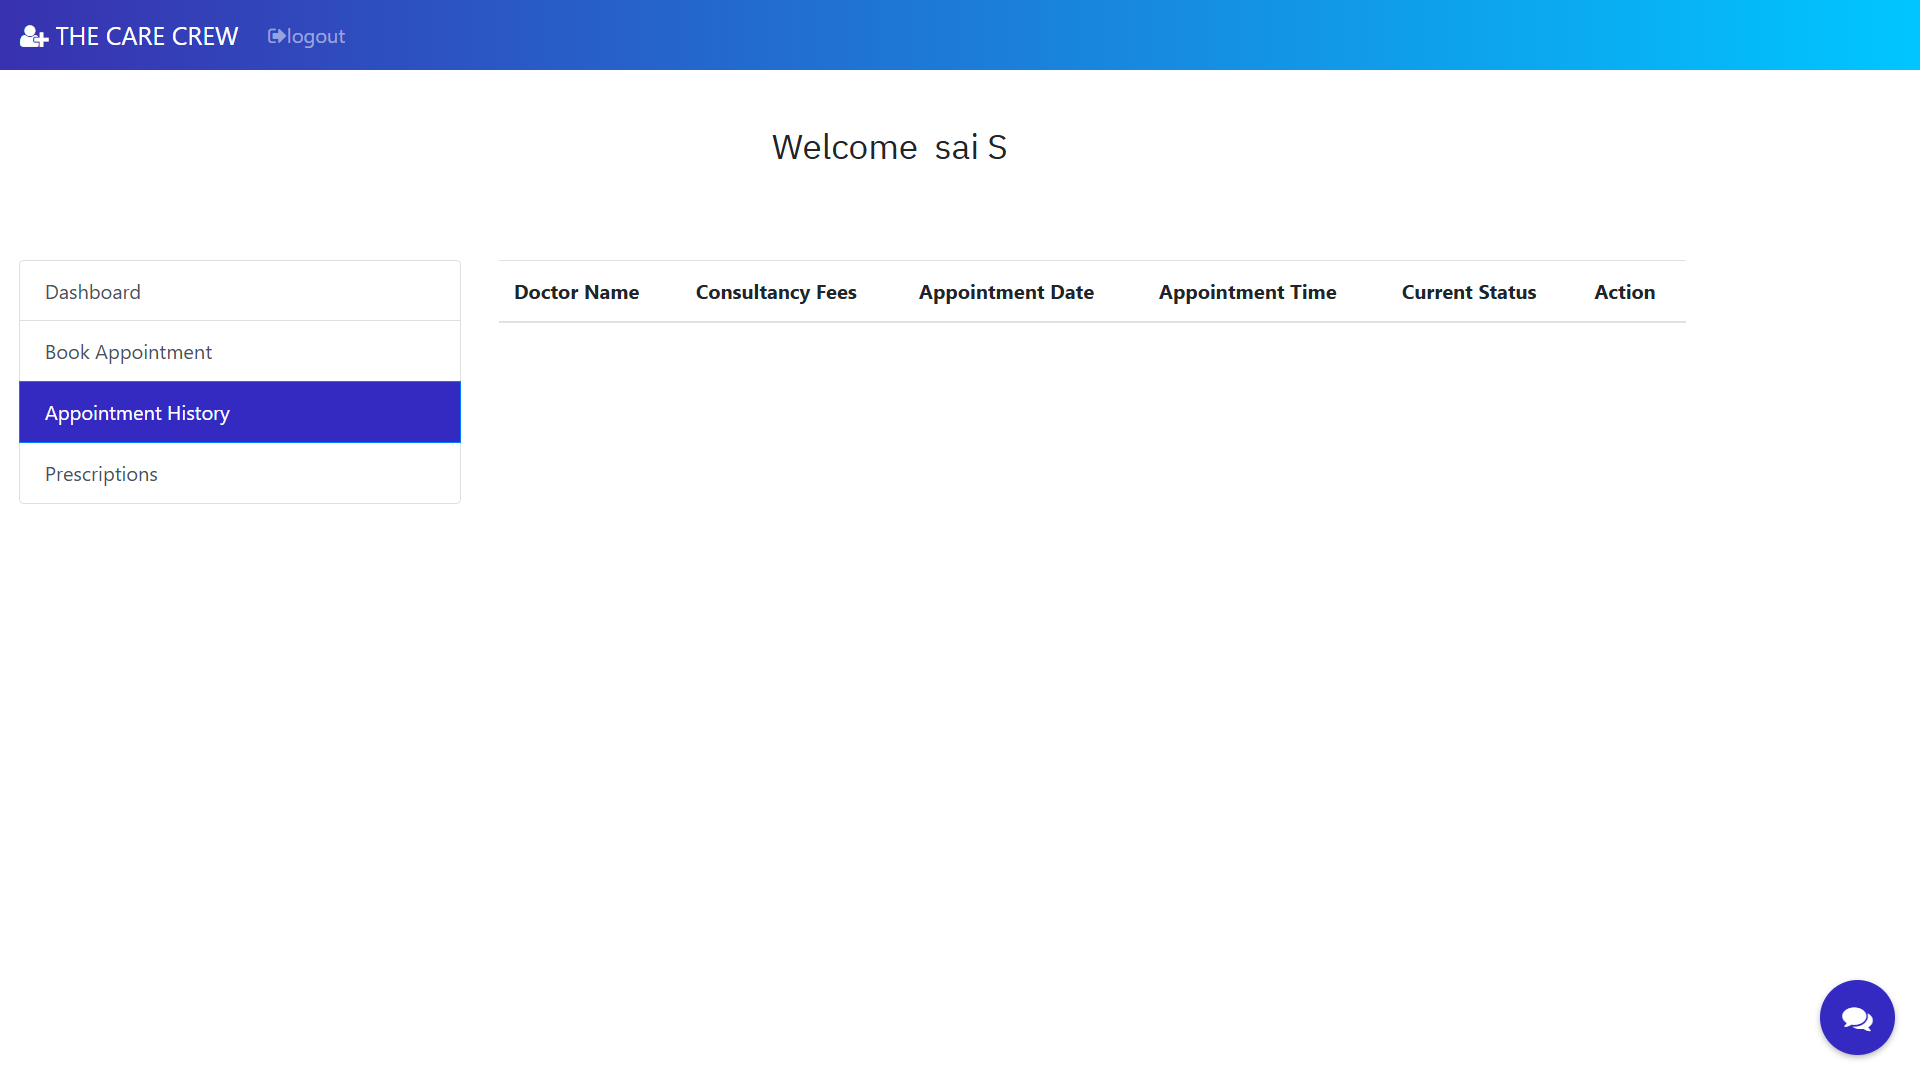 THE CARE CREW logout
Welcome sai S
Dashboard
Book Appointment
Appointment History
Prescriptions
Doctor Name Consultancy Fees Appointment Date Appointment Time Current Status Action